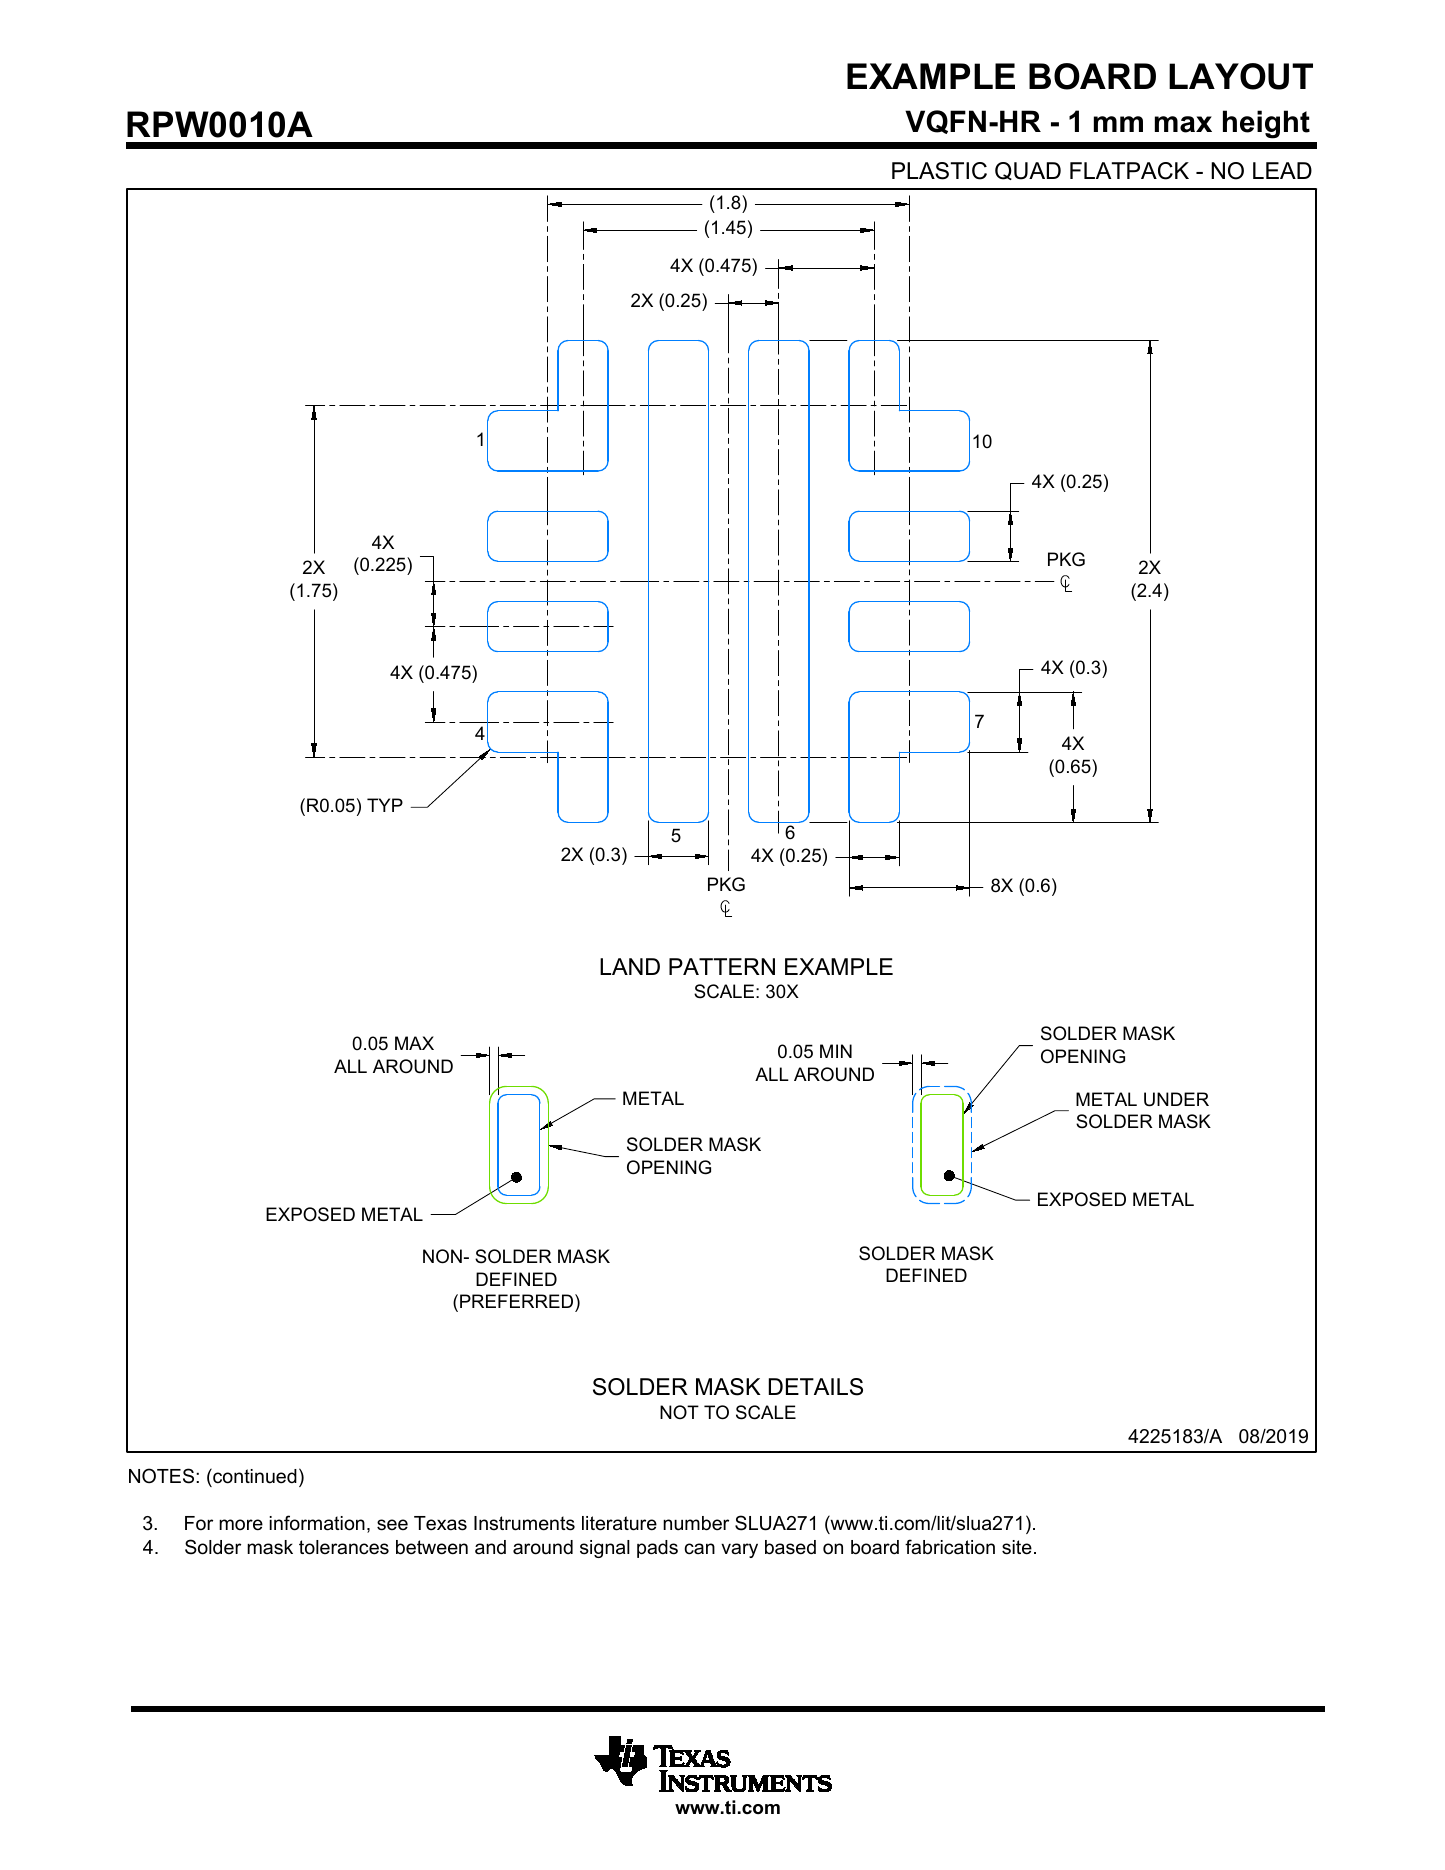 EXAMPLE BOARD LAYOUT
RPW0010A
VQFN-HR - 1 mm max height
PLASTIC QUAD FLATPACK - NO LEAD
(1.8)
(1.45)
4X (0.475)
2X (0.25)
1
10
4X (0.25)
4X
(0.225)
PKG
℄
2X
(1.75)
2X
(2.4)
4X (0.475)
4X (0.3)
4
7
4X
(0.65)
(R0.05) TYP
5
6
2X (0.3)
4X (0.25)
PKG
℄
8X (0.6)
LAND PATTERN EXAMPLE
SCALE: 30X
0.05 MAX
ALL AROUND
METAL
SOLDER MASK
OPENING
EXPOSED METAL
NON- SOLDER MASK
DEFINED
(PREFERRED)
0.05 MIN
ALL AROUND
SOLDER MASK
OPENING
METAL UNDER
SOLDER MASK
EXPOSED METAL
SOLDER MASK
DEFINED
SOLDER MASK DETAILS
NOT TO SCALE
4225183/A 08/2019
NOTES: (continued)
3. For more information, see Texas Instruments literature number SLUA271 (www.ti.com/lit/slua271).
4. Solder mask tolerances between and around signal pads can vary based on board fabrication site.
TEXAS
INSTRUMENTS
www.ti.com